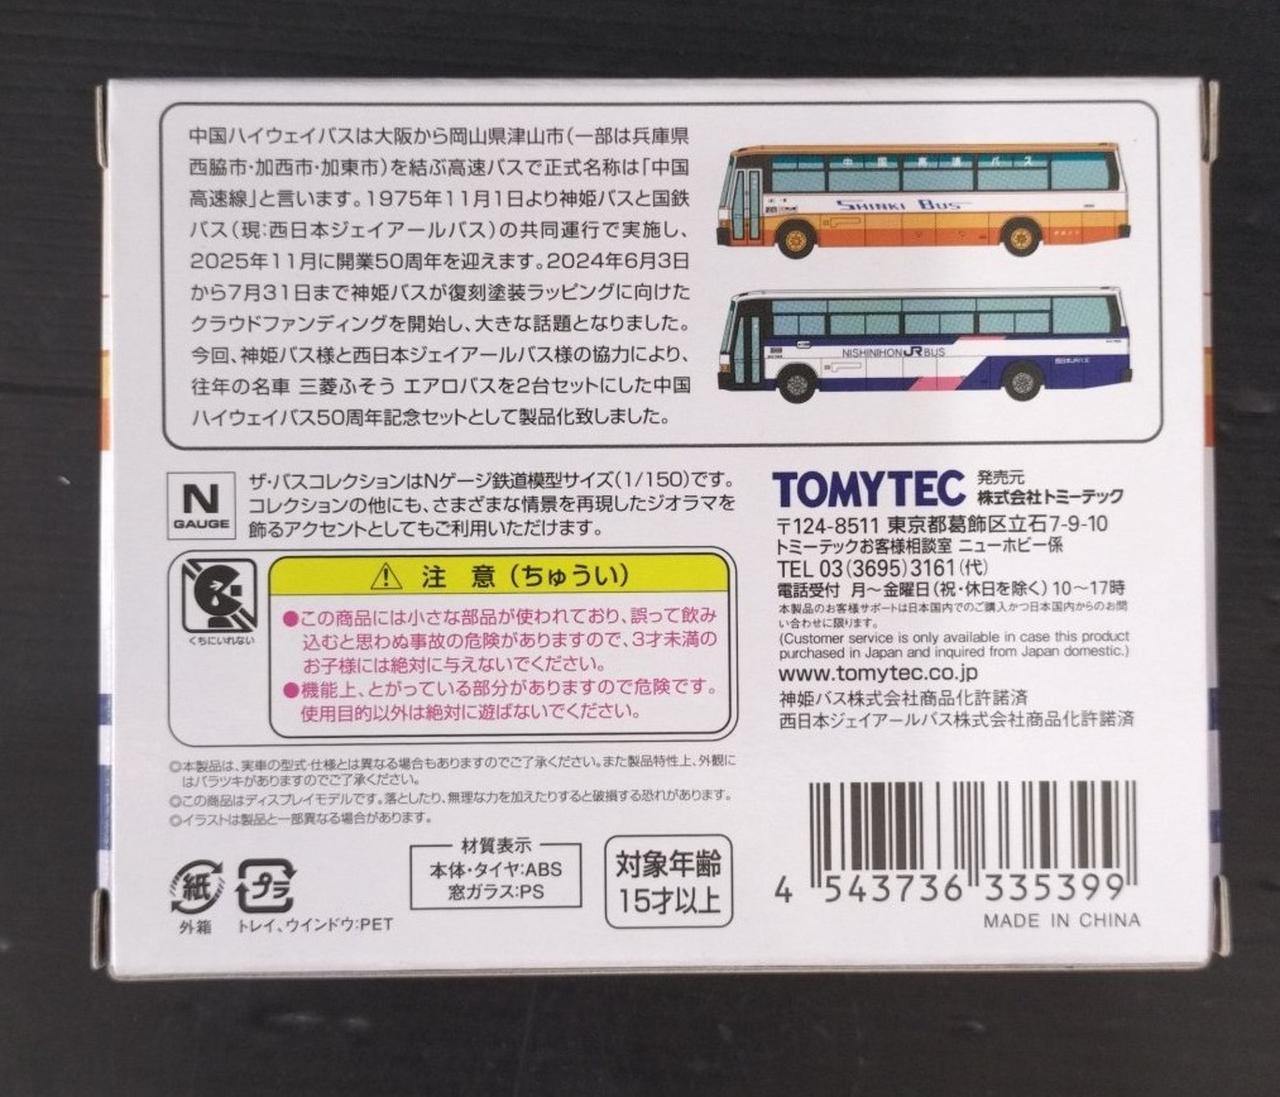 中国ハイウェイバスは大阪から岡山県津山市(一部は兵庫県
西脇市・加西市・加東市)を結ぶ高速バスで正式名称は「中国
高速線」と言います。1975年11月1日より神姫バスと国鉄
バス(現:西日本ジェイアールバス)の共同運行で実施し、
2025年11月に開業50周年を迎えます。2024年6月3日
から7月31日まで神姫バスが復刻塗装ラッピングに向けた
クラウドファンディングを開始し、大きな話題となりました。
今回、神姫バス様と西日本ジェイアールバス様の協力により、
往年の名車 三菱ふそう エアロバスを2台セットにした中国
ハイウェイバス50周年記念セットとして製品化致しました。
中国高速バス
SHINKI BUS
NISHINIHON JR BUS
西日本JRバス
N
GAUGE
ザ・バスコレクションはNゲージ鉄道模型サイズ(1/150)です。
コレクションの他にも、さまざまな情景を再現したジオラマを
飾るアクセントとしてもご利用いただけます。
くちにいれない
注 意(ちゅうい)
●この商品には小さな部品が使われており、誤って飲み
込むと思わぬ事故の危険がありますので、3才未満の
お子様には絶対に与えないでください。
●機能上、とがっている部分がありますので危険です。
使用目的以外は絶対に遊ばないでください。
◎本製品は、実車の型式・仕様とは異なる場合もありますのでご了承ください。また製品特性上、外観に
はバラツキがありますのでご了承ください。
◎この商品はディスプレイモデルです。落としたり、無理な力を加えたりすると破損する恐れがあります。
◎イラストは製品と一部異なる場合があります。
紙
外箱
プラ
トレイ、ウインドウ:PET
材質表示
本体・タイヤ:ABS
窓ガラス:PS
対象年齢
15才以上
TOMYTEC 発売元
株式会社トミーテック
〒124-8511 東京都葛飾区立石7-9-10
トミーテックお客様相談室 ニューホビー係
TEL 03(3695)3161(代)
電話受付 月〜金曜日(祝・休日を除く)10〜17時
本製品のお客様サポートは日本国内でのご購入かつ日本国内からのお問
い合わせに限ります。
(Customer service is only available in case this product
purchased in Japan and inquired from Japan domestic.)
www.tomytec.co.jp
神姫バス株式会社商品化許諾済
西日本ジェイアールバス株式会社商品化許諾済
4 543736 335399
MADE IN CHINA